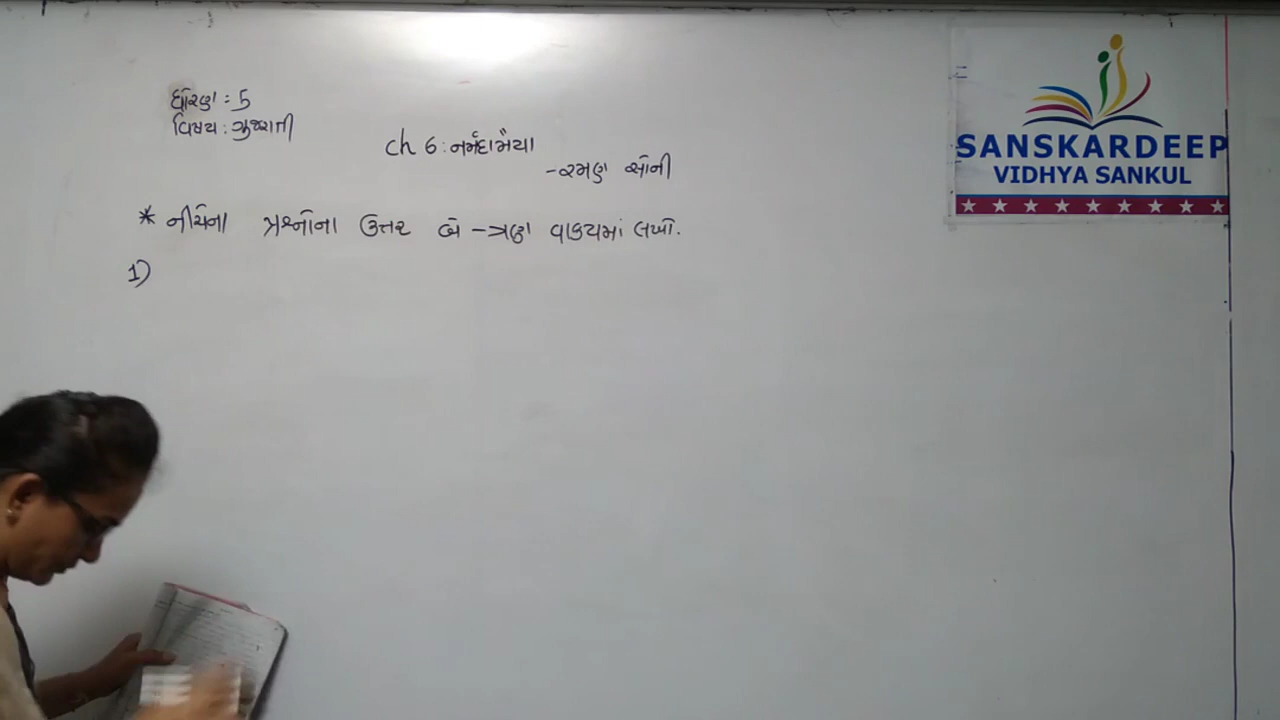 ધોરણ : 5
વિષય : ગુજરાતી
ch 6 : નર્મદામૈયા
- રમણ સોની
* નીચેના પ્રશ્નોના ઉત્તર બે - ત્રણ વાક્યમાં લખો.
1)
SANSKARDEEP
VIDHYA SANKUL